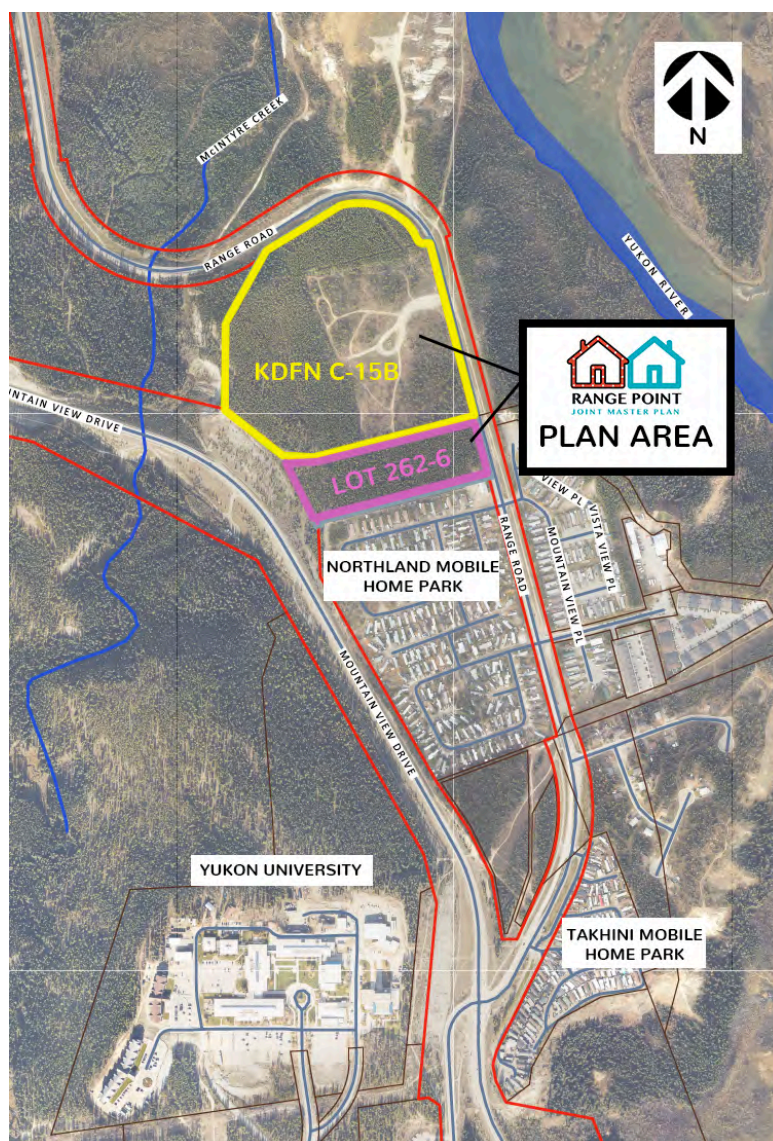 N
McINTYRE CREEK
RANGE ROAD
YUKON RIVER
KDFN C-15B
RANGE POINT
JOINT MASTER PLAN
PLAN AREA
MOUNTAIN VIEW DRIVE
LOT 262-6
VIEW PL
VISTA VIEW PL
RANGE ROAD
MOUNTAIN VIEW PL
NORTHLAND MOBILE
HOME PARK
MOUNTAIN VIEW DRIVE
YUKON UNIVERSITY
TAKHINI MOBILE
HOME PARK